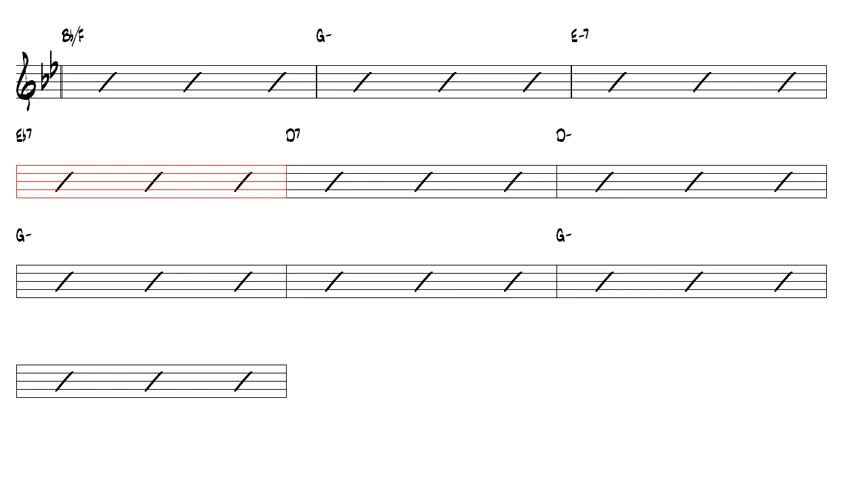 B♭/F G- E-7
E♭7 D7 D-
G- G-